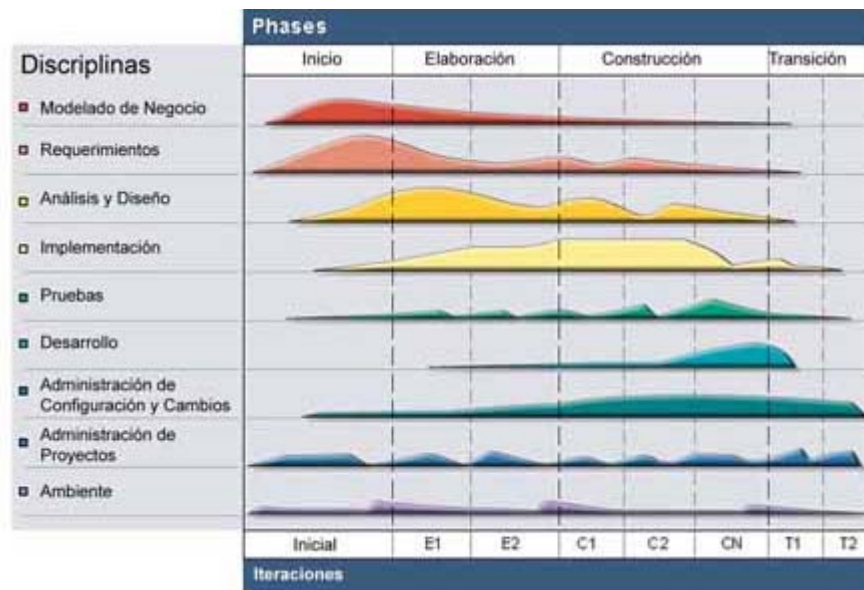 Phases
Discriplinas
Inicio
Elaboración
Construcción
Transición
Modelado de Negocio
Requerimientos
Análisis y Diseño
Implementación
Pruebas
Desarrollo
Administración de
Configuración y Cambios
Administración de
Proyectos
Ambiente
Inicial
E1
E2
C1
C2
CN
T1
T2
Iteraciones